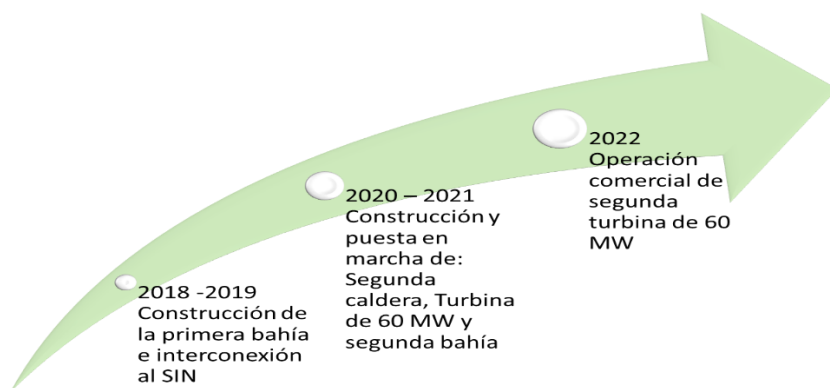 2018 -2019
Construcción de
la primera bahía
e interconexión
al SIN
2020 – 2021
Construcción y
puesta en
marcha de:
Segunda
caldera, Turbina
de 60 MW y
segunda bahía
2022
Operación
comercial de
segunda
turbina de 60
MW